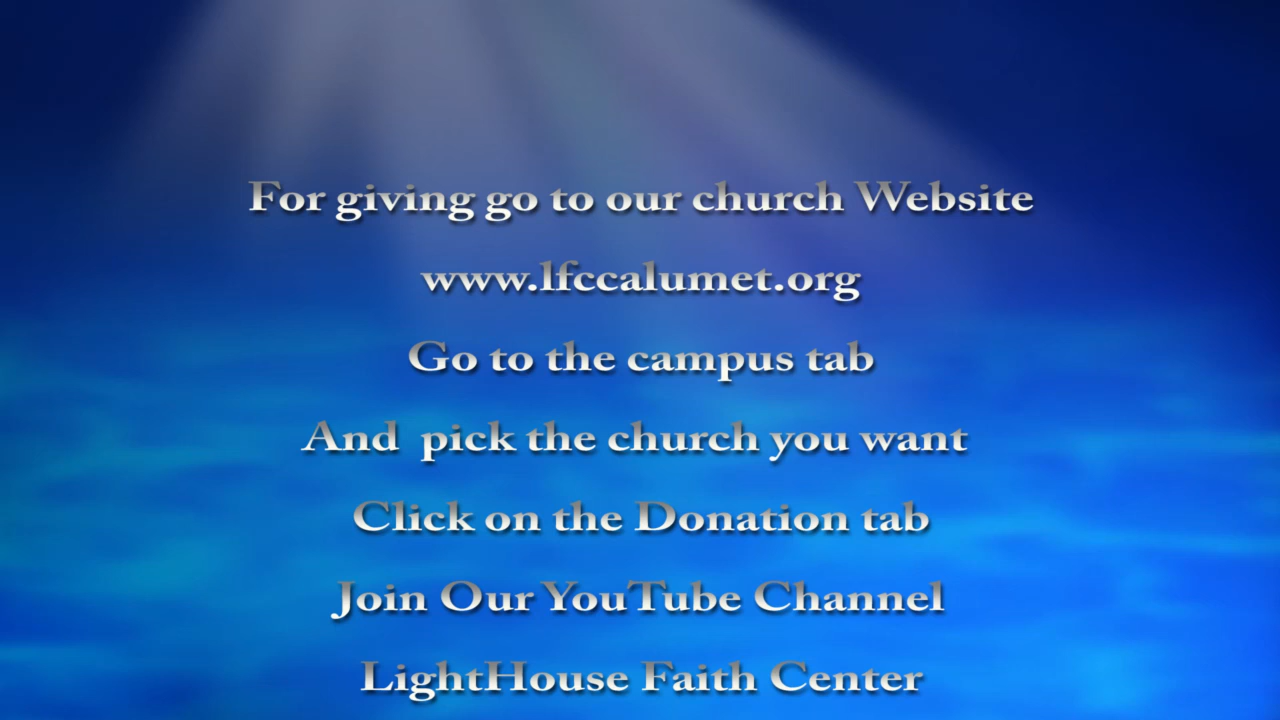 For giving go to our church Website
www.lfccalumet.org
Go to the campus tab
And  pick the church you want
Click on the Donation tab
Join Our YouTube Channel
LightHouse Faith Center